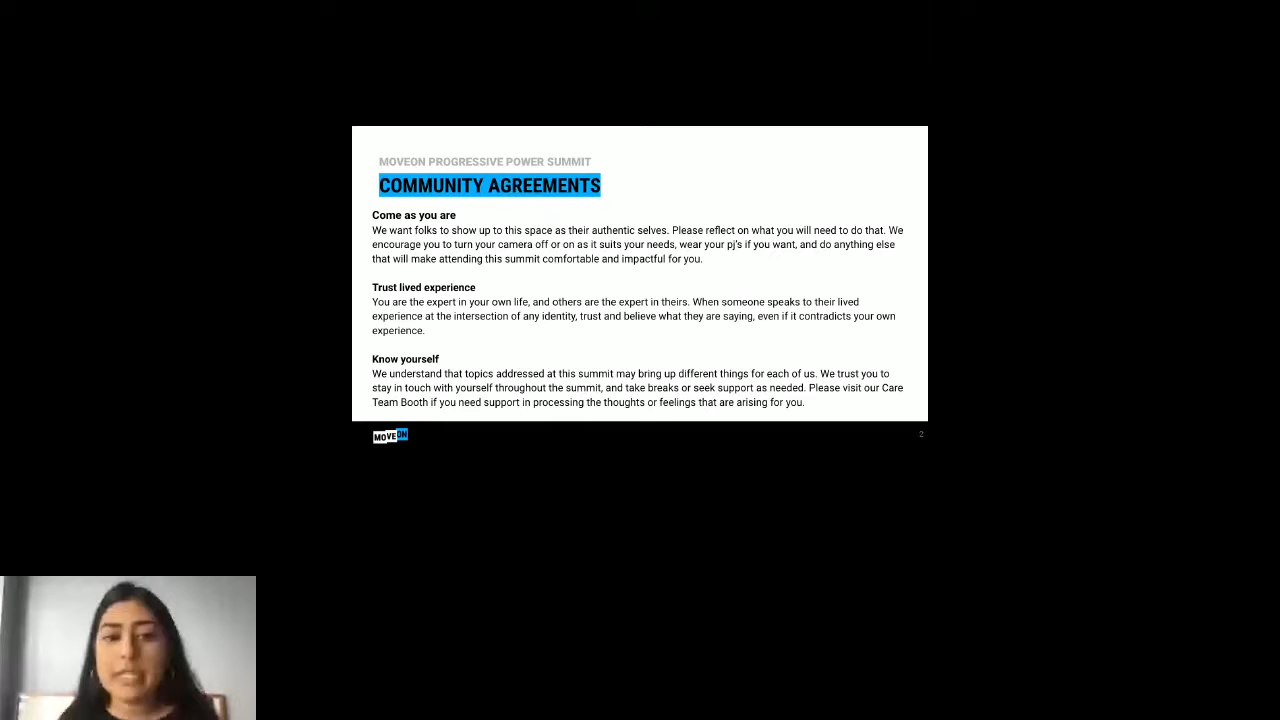 MOVEON PROGRESSIVE POWER SUMMIT
COMMUNITY AGREEMENTS
Come as you are
We want folks to show up to this space as their authentic selves. Please reflect on what you will need to do that. We
encourage you to turn your camera off or on as it suits your needs, wear your pj's if you want, and do anything else
that will make attending this summit comfortable and impactful for you.
Trust lived experience
You are the expert in your own life, and others are the expert in theirs. When someone speaks to their lived
experience at the intersection of any identity, trust and believe what they are saying, even if it contradicts your own
experience.
Know yourself
We understand that topics addressed at this summit may bring up different things for each of us. We trust you to
stay in touch with yourself throughout the summit, and take breaks or seek support as needed. Please visit our Care
Team Booth if you need support in processing the thoughts or feelings that are arising for you.
MOVEON
2